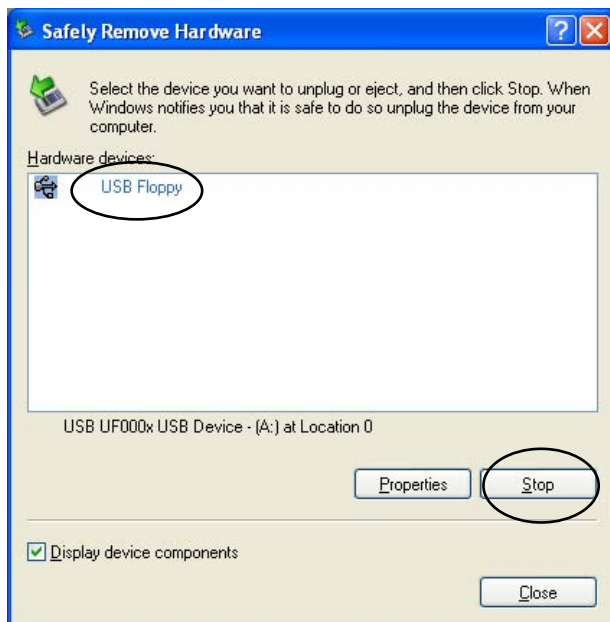 Safely Remove Hardware
Select the device you want to unplug or eject, and then click Stop. When
Windows notifies you that it is safe to do so unplug the device from your
computer.
Hardware devices:
USB Floppy
USB UF000x USB Device - (A:) at Location 0
Properties
Stop
Display device components
Close